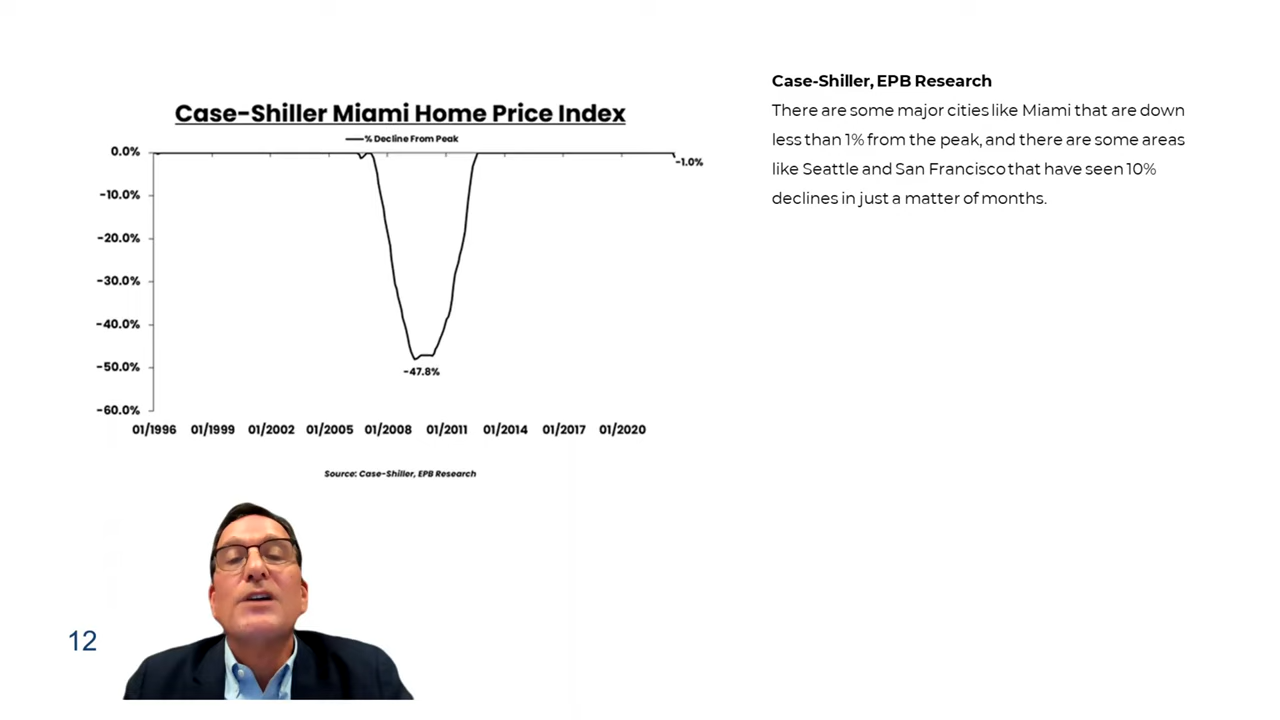 Case-Shiller, EPB Research
There are some major cities like Miami that are down
less than 1% from the peak, and there are some areas
like Seattle and San Francisco that have seen 10%
declines in just a matter of months.
Case-Shiller Miami Home Price Index
% Decline From Peak
0.0%
-1.0%
-10.0%
-20.0%
-30.0%
-40.0%
-50.0%
-47.8%
-60.0%
01/1996 01/1999 01/2002 01/2005 01/2008 01/2011 01/2014 01/2017 01/2020
Source: Case-Shiller, EPB Research
12